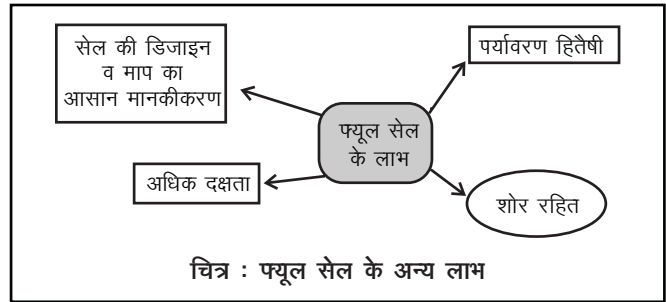 सेल की डिजाइन
व माप का
आसान मानकीकरण
पर्यावरण हितैषी
फ्यूल सेल
के लाभ
अधिक दक्षता
शोर रहित
चित्र : फ्यूल सेल के अन्य लाभ